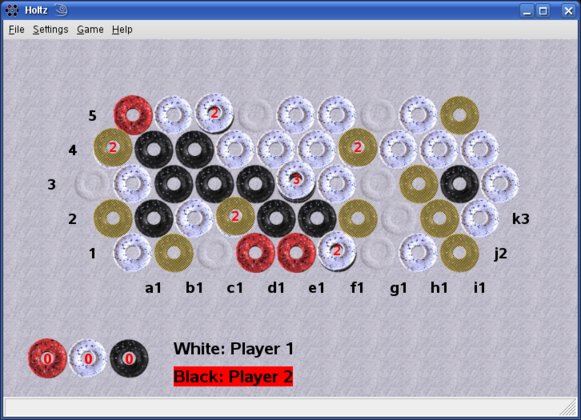 Holtz
File Settings Game Help
5 2
4 2 2
3 3
2 2 k3
1 2 j2
a1 b1 c1 d1 e1 f1 g1 h1 i1
0 0 0 White: Player 1
Black: Player 2